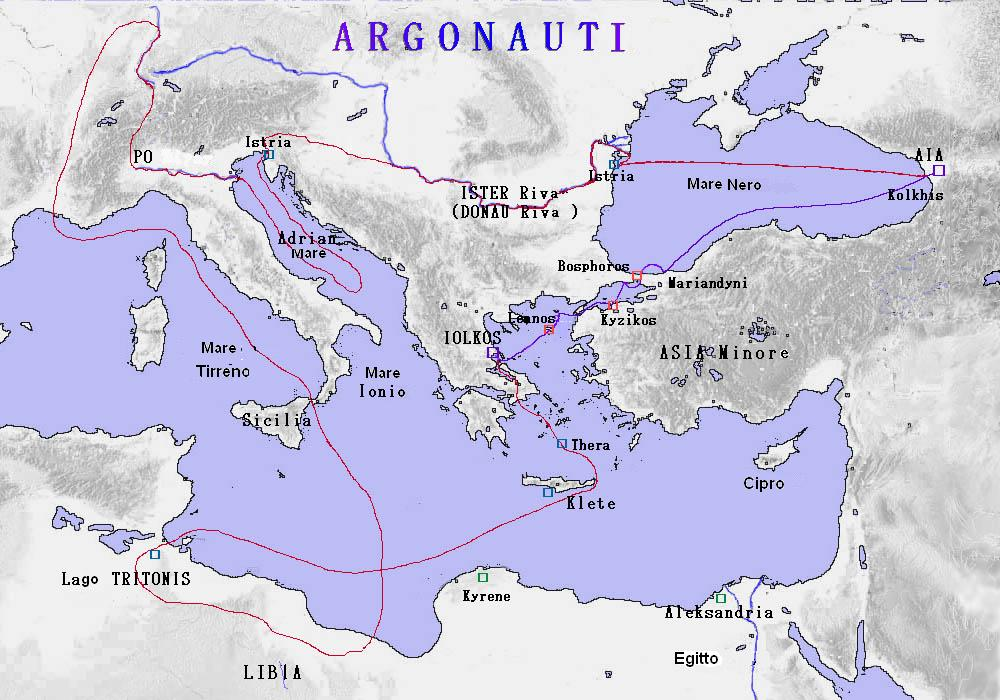 ARGONAUTI
Istria
PO
AIA
Istria
Mare Nero
ISTER Riva
Kolkhis
(DONAU Riva )
Adrian
Mare
Bosphoros
Mariandyni
Lemnos
Kyzikos
IOLKOS
Mare
Tirreno
ASIA Minore
Mare
Ionio
Sicilia
Thera
Cipro
Klete
Lago TRITONIS
Kyrene
Aleksandria
Egitto
LIBIA